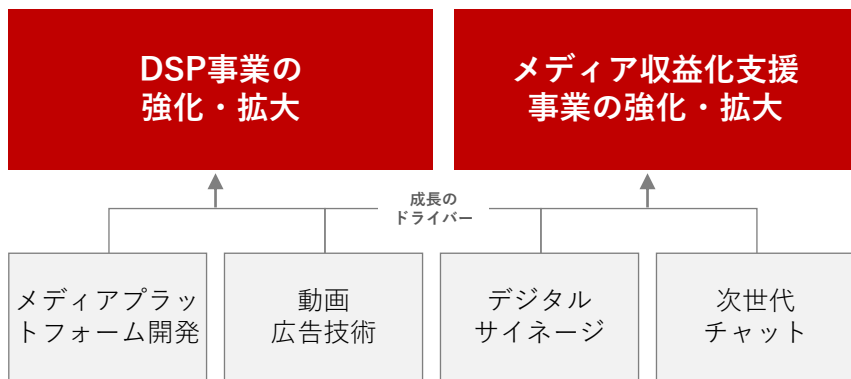 DSP事業の
強化・拡大
メディア収益化支援
事業の強化・拡大
成長の
ドライバー
メディアプラッ
トフォーム開発
動画
広告技術
デジタル
サイネージ
次世代
チャット